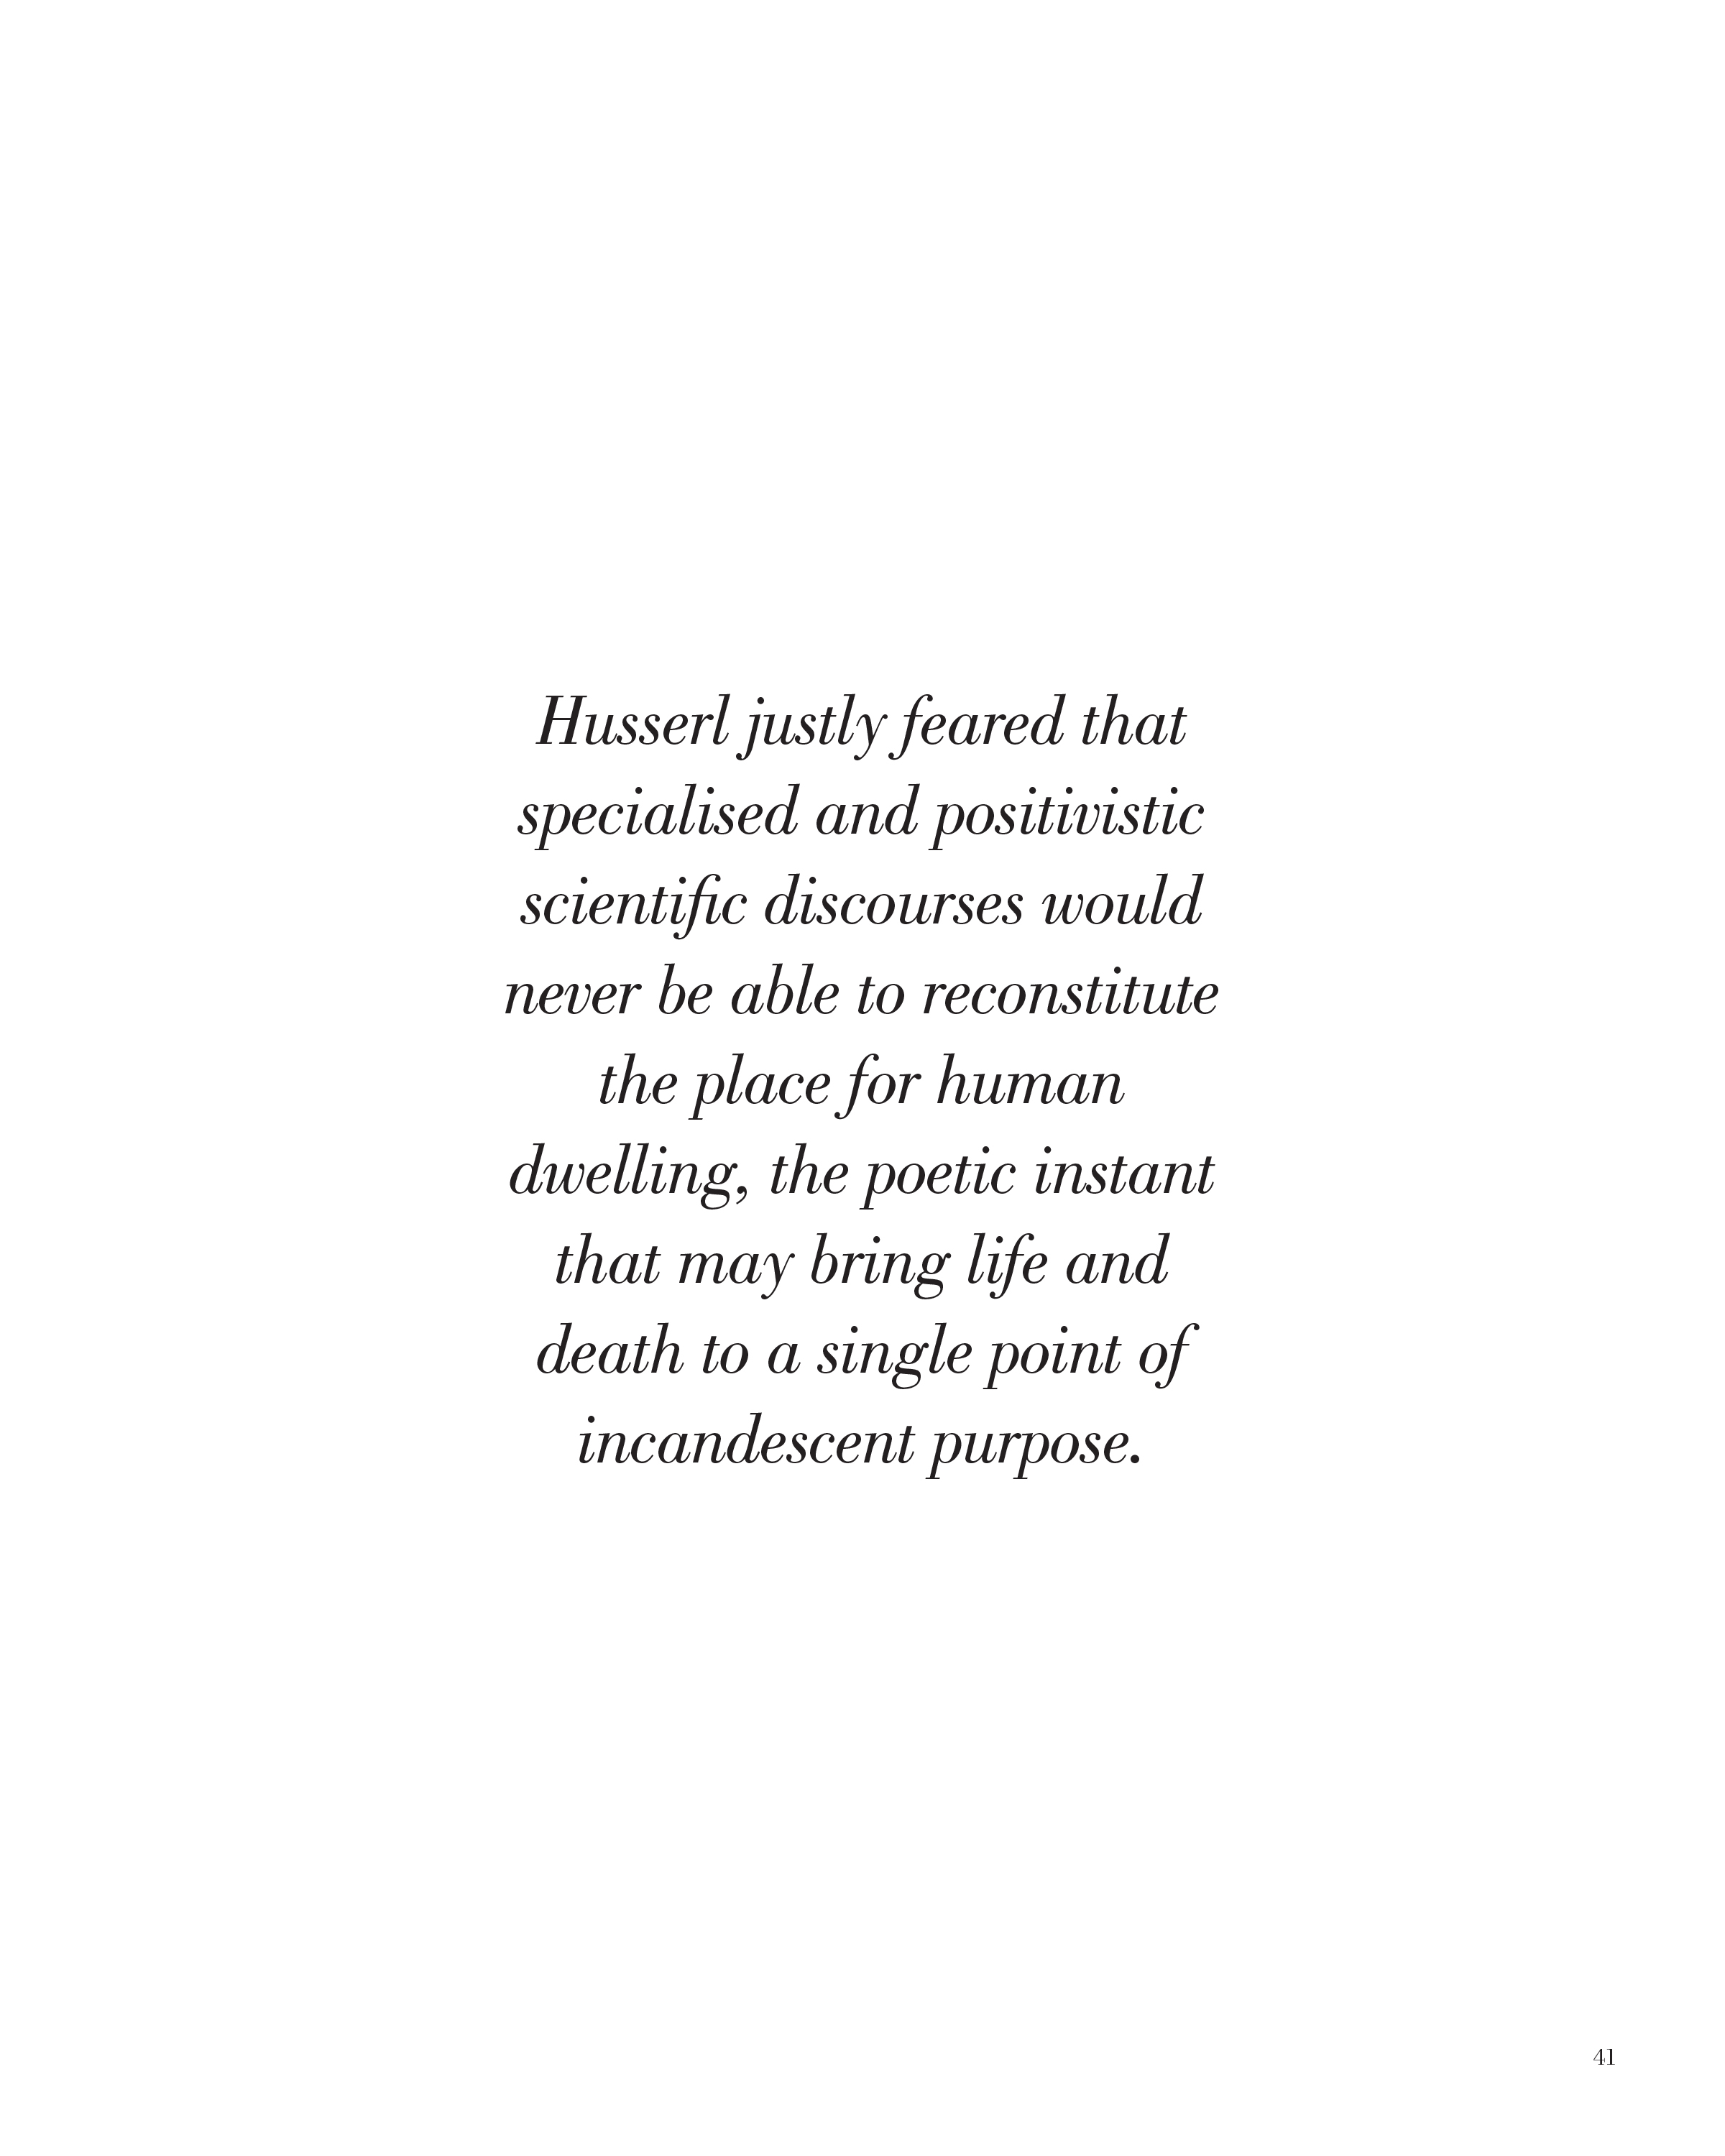 Husserl justly feared that
specialised and positivistic
scientific discourses would
never be able to reconstitute
the place for human
dwelling, the poetic instant
that may bring life and
death to a single point of
incandescent purpose.
41